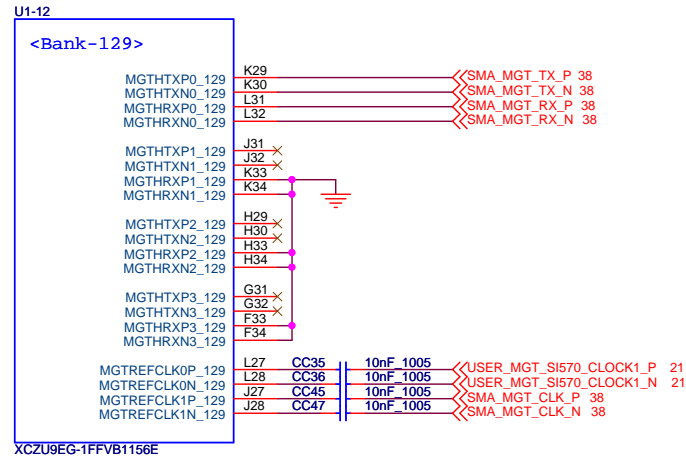 U1-12
<Bank-129>
MGTHTXP0_129 K29 SMA_MGT_TX_P 38
MGTHTXN0_129 K30 SMA_MGT_TX_N 38
MGTHRXP0_129 L31 SMA_MGT_RX_P 38
MGTHRXN0_129 L32 SMA_MGT_RX_N 38
MGTHTXP1_129 J31
MGTHTXN1_129 J32
MGTHRXP1_129 K33
MGTHRXN1_129 K34
MGTHTXP2_129 H29
MGTHTXN2_129 H30
MGTHRXP2_129 H33
MGTHRXN2_129 H34
MGTHTXP3_129 G31
MGTHTXN3_129 G32
MGTHRXP3_129 F33
MGTHRXN3_129 F34
MGTREFCLK0P_129 L27 CC35 10nF_1005 USER_MGT_SI570_CLOCK1_P 21
MGTREFCLK0N_129 L28 CC36 10nF_1005 USER_MGT_SI570_CLOCK1_N 21
MGTREFCLK1P_129 J27 CC45 10nF_1005 SMA_MGT_CLK_P 38
MGTREFCLK1N_129 J28 CC47 10nF_1005 SMA_MGT_CLK_N 38
XCZU9EG-1FFVB1156E